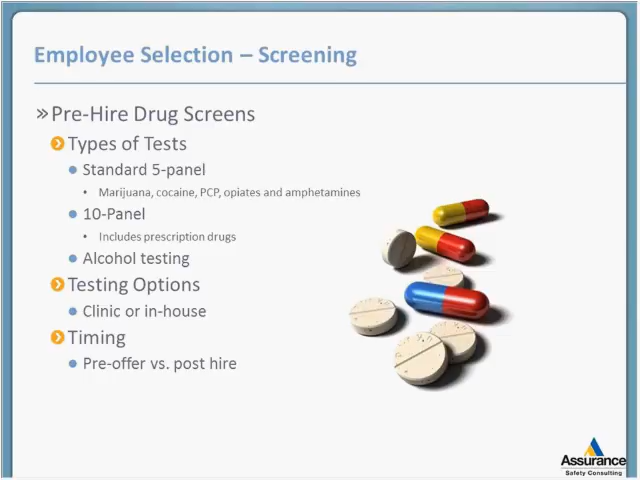 Employee Selection – Screening
» Pre-Hire Drug Screens
Types of Tests
• Standard 5-panel
• Marijuana, cocaine, PCP, opiates and amphetamines
• 10-Panel
• Includes prescription drugs
• Alcohol testing
Testing Options
• Clinic or in-house
Timing
• Pre-offer vs. post hire
Assurance
Safety Consulting